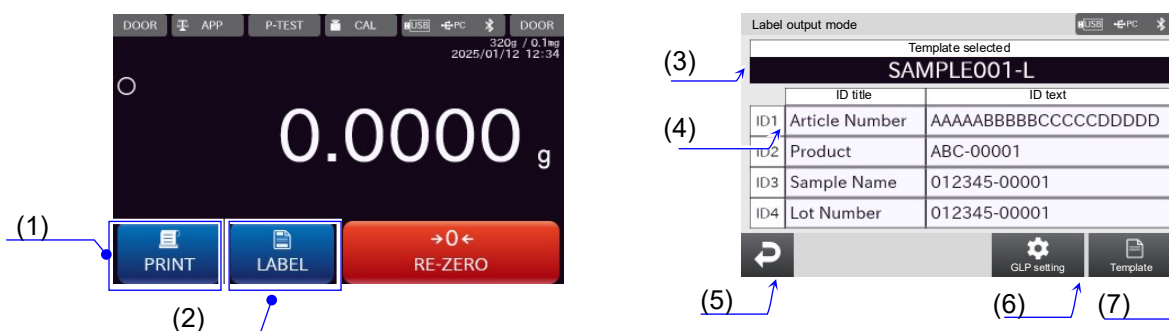 DOOR APP P-TEST CAL USB PC DOOR
320g / 0.1mg
2025/01/12 12:34
0.0000 g
PRINT LABEL →0← RE-ZERO
(1)
(2)
Label output mode USB PC
Template selected
SAMPLE001-L
(3)
ID title ID text
ID1 Article Number AAAAABBBBBCCCCCDDDDD
(4)
ID2 Product ABC-00001
ID3 Sample Name 012345-00001
ID4 Lot Number 012345-00001
GLP setting Template
(5) (6) (7)